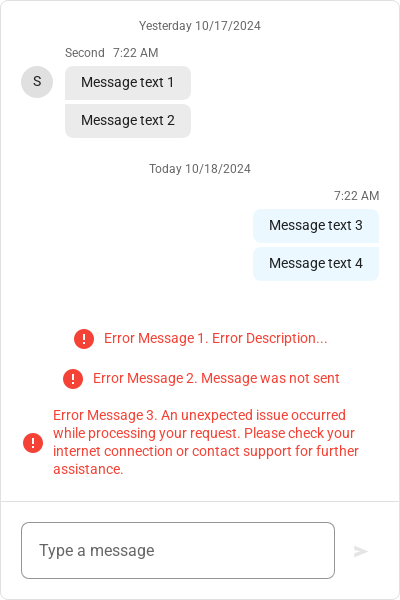 Yesterday 10/17/2024
Second 7:22 AM
S
Message text 1
Message text 2
Today 10/18/2024
7:22 AM
Message text 3
Message text 4
Error Message 1. Error Description...
Error Message 2. Message was not sent
Error Message 3. An unexpected issue occurred
while processing your request. Please check your
internet connection or contact support for further
assistance.
Type a message